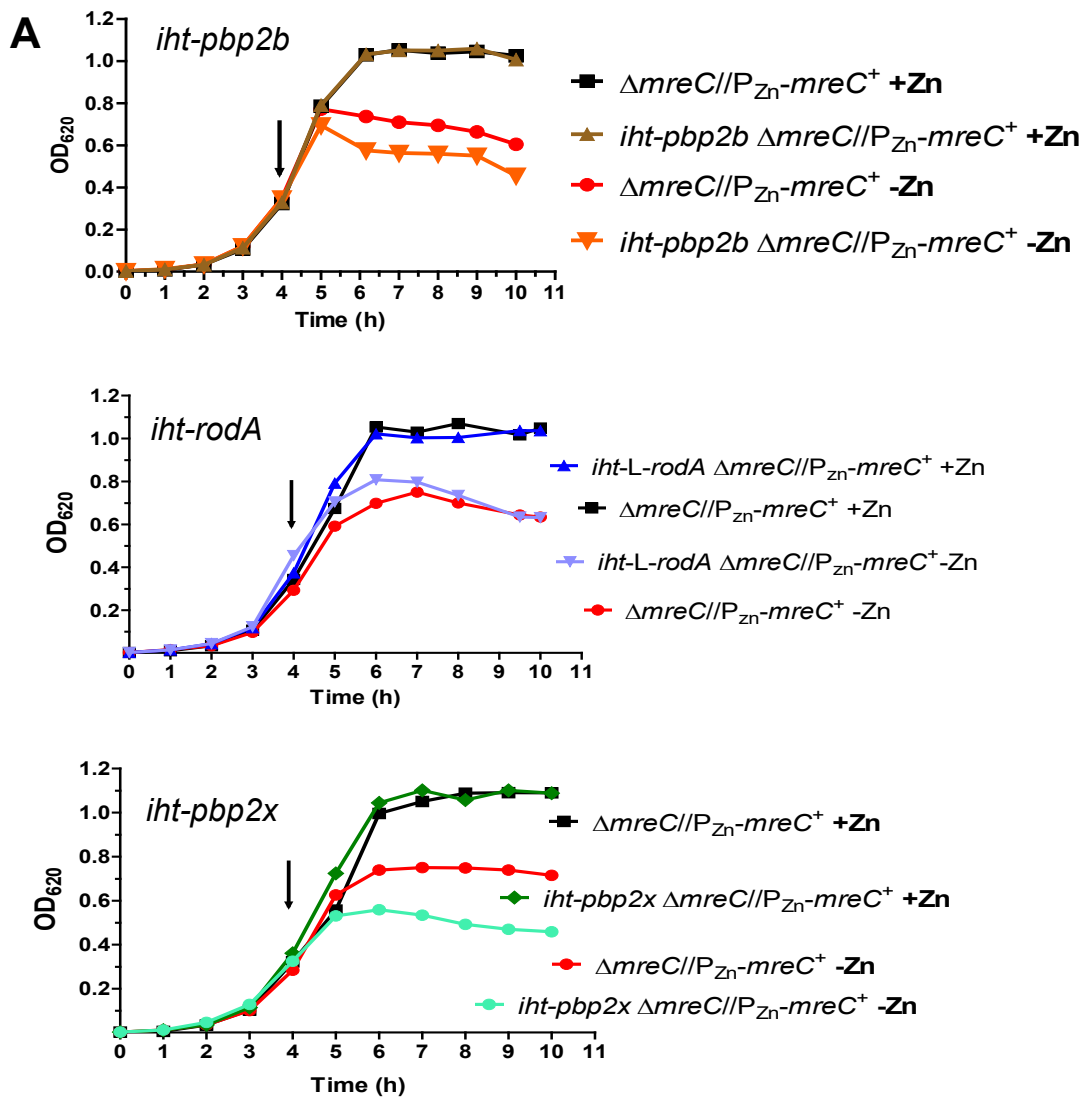 A
iht-pbp2b
OD620
1.2
1.0
0.8
0.6
0.4
0.2
0.0
0 1 2 3 4 5 6 7 8 9 10 11
Time (h)
ΔmreC//PZn-mreC+ +Zn
iht-pbp2b ΔmreC//PZn-mreC+ +Zn
ΔmreC//PZn-mreC+ -Zn
iht-pbp2b ΔmreC//PZn-mreC+ -Zn
iht-rodA
OD620
1.2
1.0
0.8
0.6
0.4
0.2
0 1 2 3 4 5 6 7 8 9 10 11
Time (h)
iht-L-rodA ΔmreC//Pzn-mreC+ +Zn
ΔmreC//Pzn-mreC+ +Zn
iht-L-rodA ΔmreC//Pzn-mreC+-Zn
ΔmreC//Pzn-mreC+ -Zn
iht-pbp2x
OD620
1.2
1.0
0.8
0.6
0.4
0.2
0 1 2 3 4 5 6 7 8 9 10 11
Time (h)
ΔmreC//PZn-mreC+ +Zn
iht-pbp2x ΔmreC//PZn-mreC+ +Zn
ΔmreC//PZn-mreC+ -Zn
iht-pbp2x ΔmreC//PZn-mreC+ -Zn